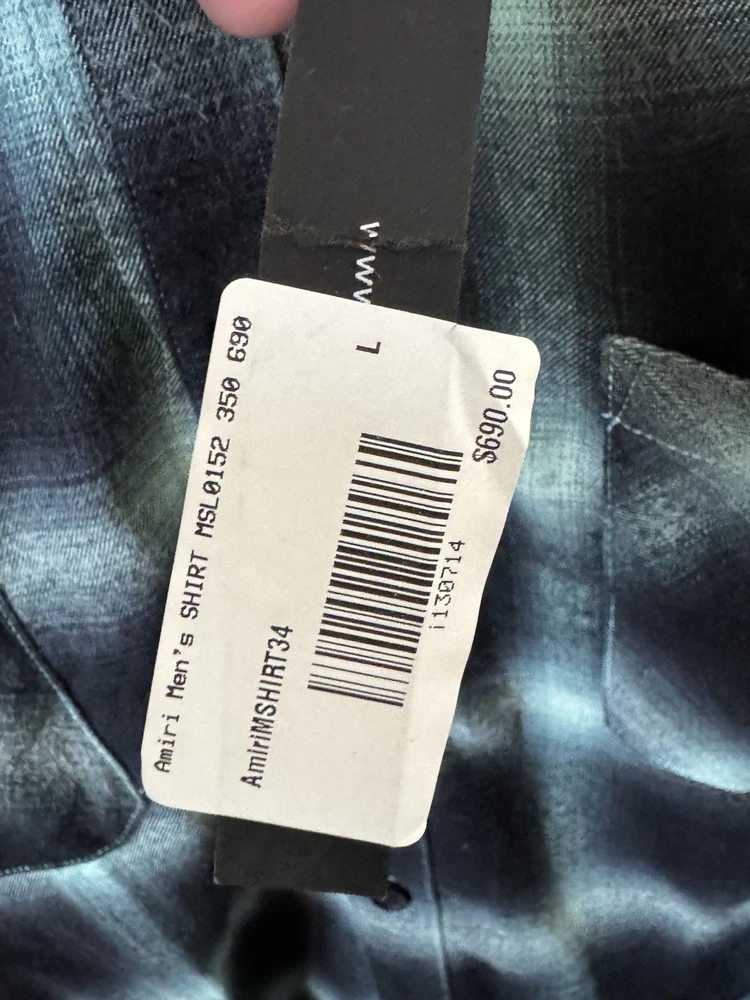 Amiri Men's SHIRT MSL0152 350 690
AmiriMSHIRT34
L
i130714
$690.00